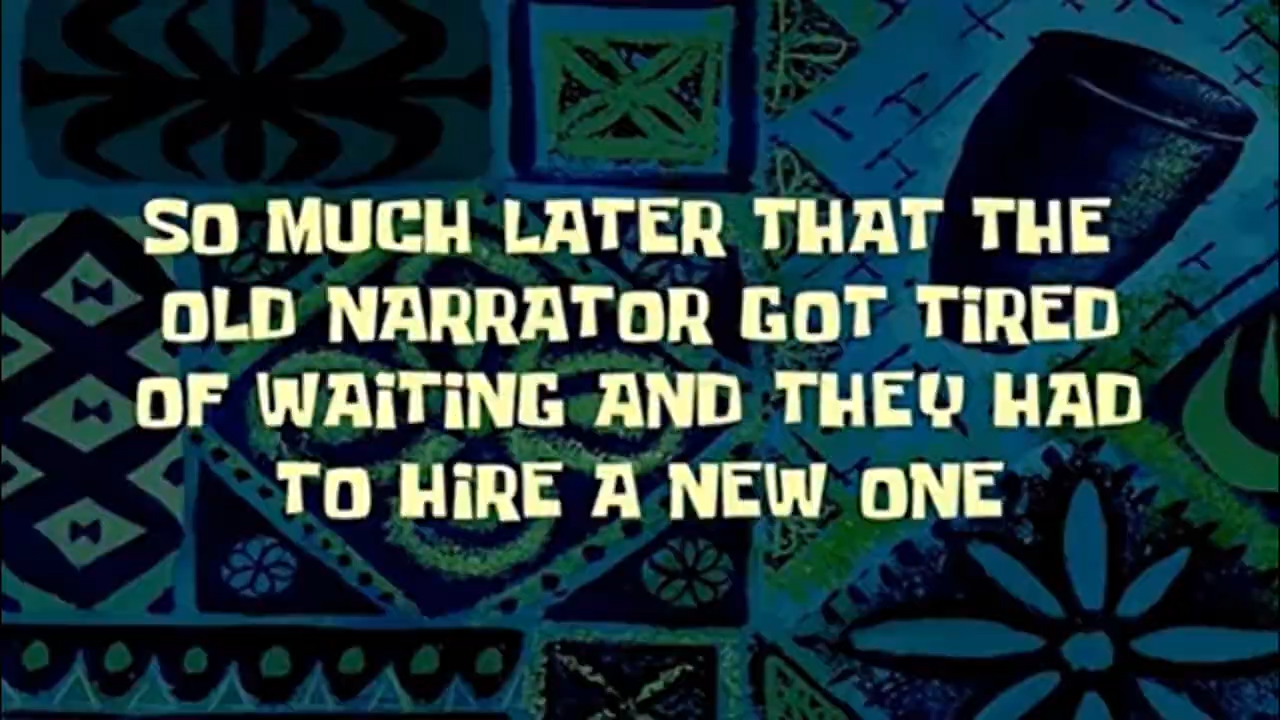 SO MUCH LATER THAT THE
OLD NARRATOR GOT TiRED
OF WAiTiNG AND THEY HAD
TO HiRE A NEW ONE